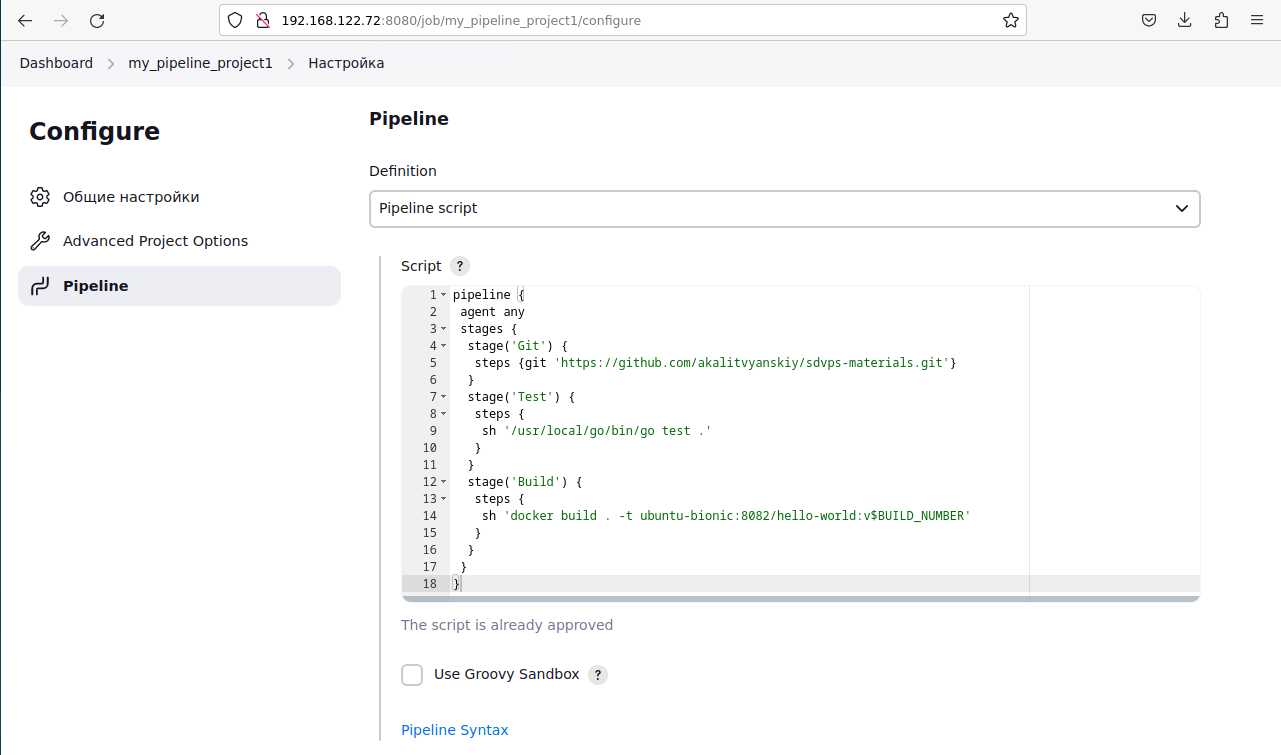 192.168.122.72:8080/job/my_pipeline_project1/configure
Dashboard > my_pipeline_project1 > Настройка
Configure
Общие настройки
Advanced Project Options
Pipeline
Pipeline
Definition
Pipeline script
Script ?
1 pipeline {
2  agent any
3  stages {
4   stage('Git') {
5    steps {git 'https://github.com/akalitvyanskiy/sdvps-materials.git'}
6   }
7   stage('Test') {
8    steps {
9     sh '/usr/local/go/bin/go test .'
10    }
11   }
12   stage('Build') {
13    steps {
14     sh 'docker build . -t ubuntu-bionic:8082/hello-world:v$BUILD_NUMBER'
15    }
16   }
17  }
18 }
The script is already approved
Use Groovy Sandbox ?
Pipeline Syntax